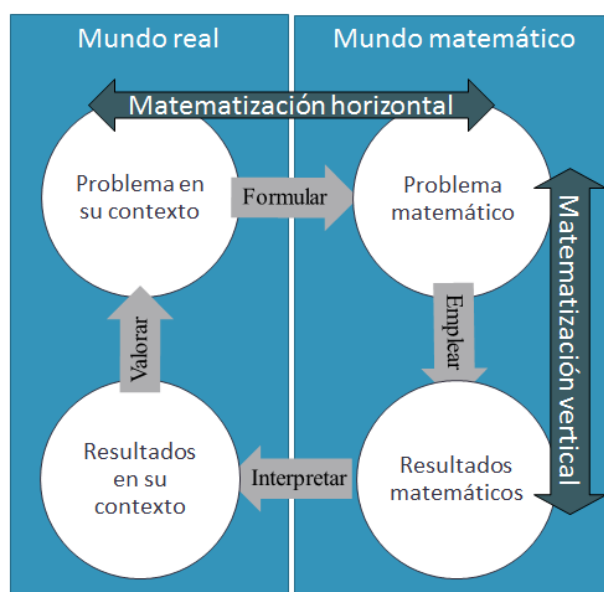 Mundo real
Mundo matemático
Matematización horizontal
Problema en
su contexto
Formular
Problema
matemático
Matematización vertical
Valorar
Emplear
Resultados
en su
contexto
Interpretar
Resultados
matemáticos